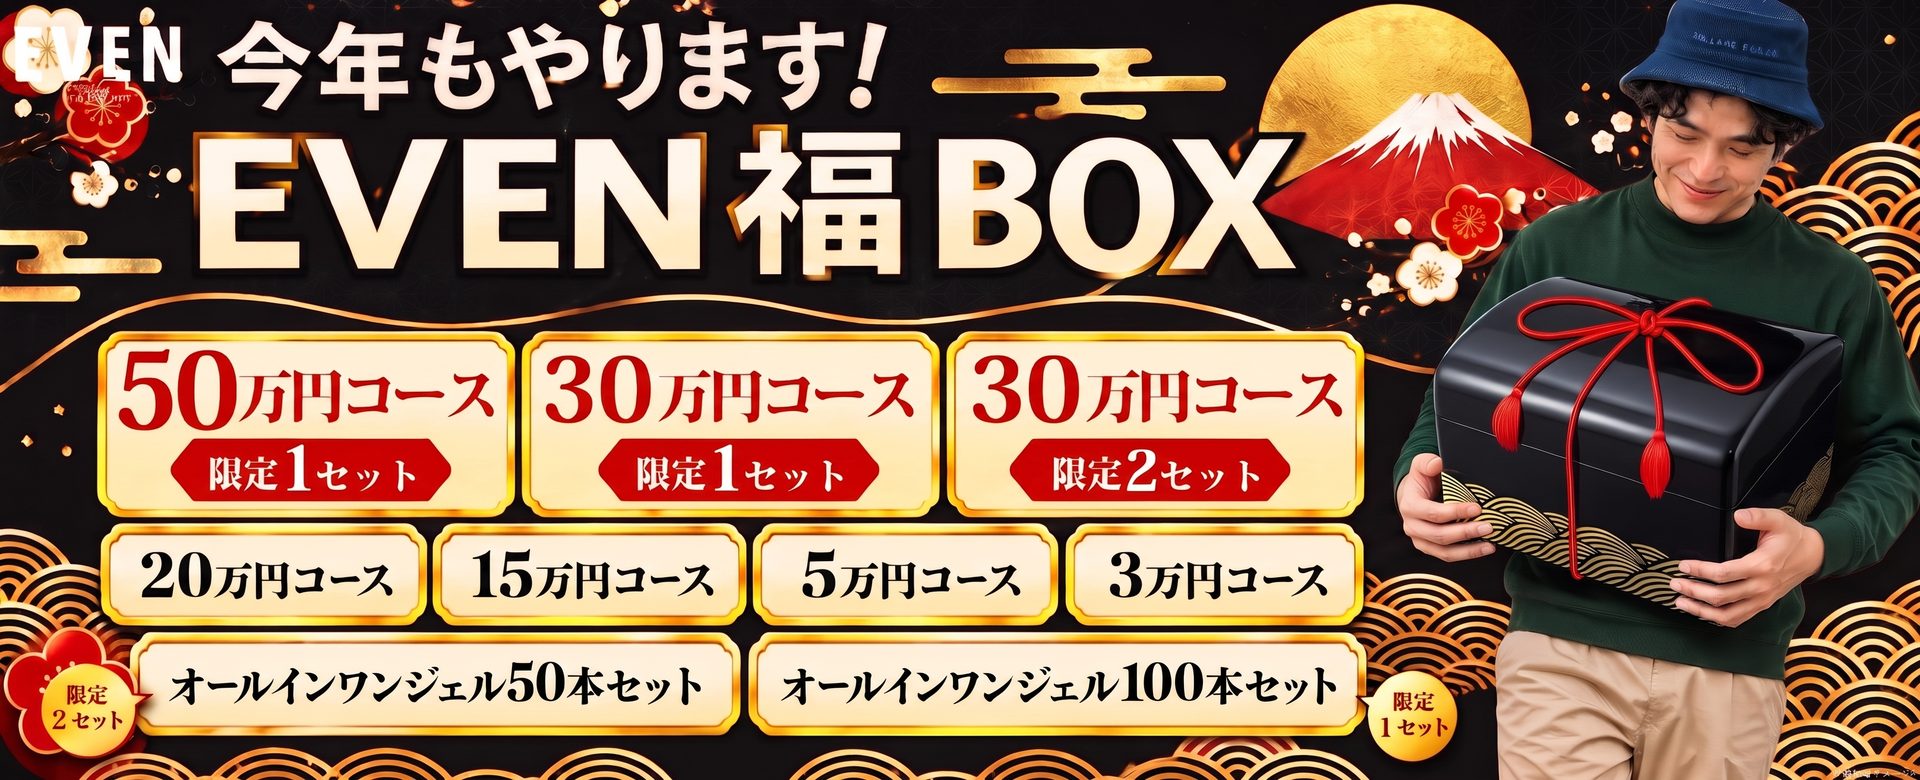 EVEN
今年もやります!
EVEN福BOX
50万円コース
限定1セット
30万円コース
限定1セット
30万円コース
限定2セット
20万円コース
15万円コース
5万円コース
3万円コース
オールインワンジェル50本セット
限定
2セット
オールインワンジェル100本セット
限定
1セット